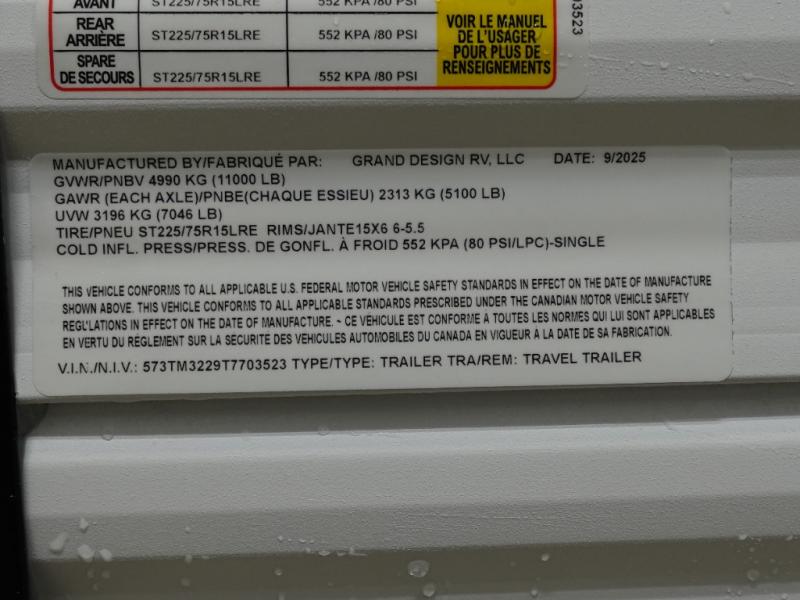 AVANT ST225/75R15LRE 552 KPA /80 PSI
REAR
ARRIÈRE ST225/75R15LRE 552 KPA /80 PSI
SPARE
DE SECOURS ST225/75R15LRE 552 KPA /80 PSI
VOIR LE MANUEL
DE L'USAGER
POUR PLUS DE
RENSEIGNEMENTS
03523
MANUFACTURED BY/FABRIQUÉ PAR: GRAND DESIGN RV, LLC DATE: 9/2025
GVWR/PNBV 4990 KG (11000 LB)
GAWR (EACH AXLE)/PNBE(CHAQUE ESSIEU) 2313 KG (5100 LB)
UVW 3196 KG (7046 LB)
TIRE/PNEU ST225/75R15LRE RIMS/JANTE15X6 6-5.5
COLD INFL. PRESS/PRESS. DE GONFL. À FROID 552 KPA (80 PSI/LPC)-SINGLE
THIS VEHICLE CONFORMS TO ALL APPLICABLE U.S. FEDERAL MOTOR VEHICLE SAFETY STANDARDS IN EFFECT ON THE DATE OF MANUFACTURE
SHOWN ABOVE. THIS VEHICLE CONFORMS TO ALL APPLICABLE STANDARDS PRESCRIBED UNDER THE CANADIAN MOTOR VEHICLE SAFETY
REGL'LATIONS IN EFFECT ON THE DATE OF MANUFACTURE. - CE VEHICULE EST CONFORME À TOUTES LES NORMES QUI LUI SONT APPLICABLES
EN VERTU DU RÈGLEMENT SUR LA SECURITE DES VEHICULES AUTOMOBILES DU CANADA EN VIGUEUR À LA DATE DE SA FABRICATION.
V.I.N./N.I.V.: 573TM3229T7703523 TYPE/TYPE: TRAILER TRA/REM: TRAVEL TRAILER